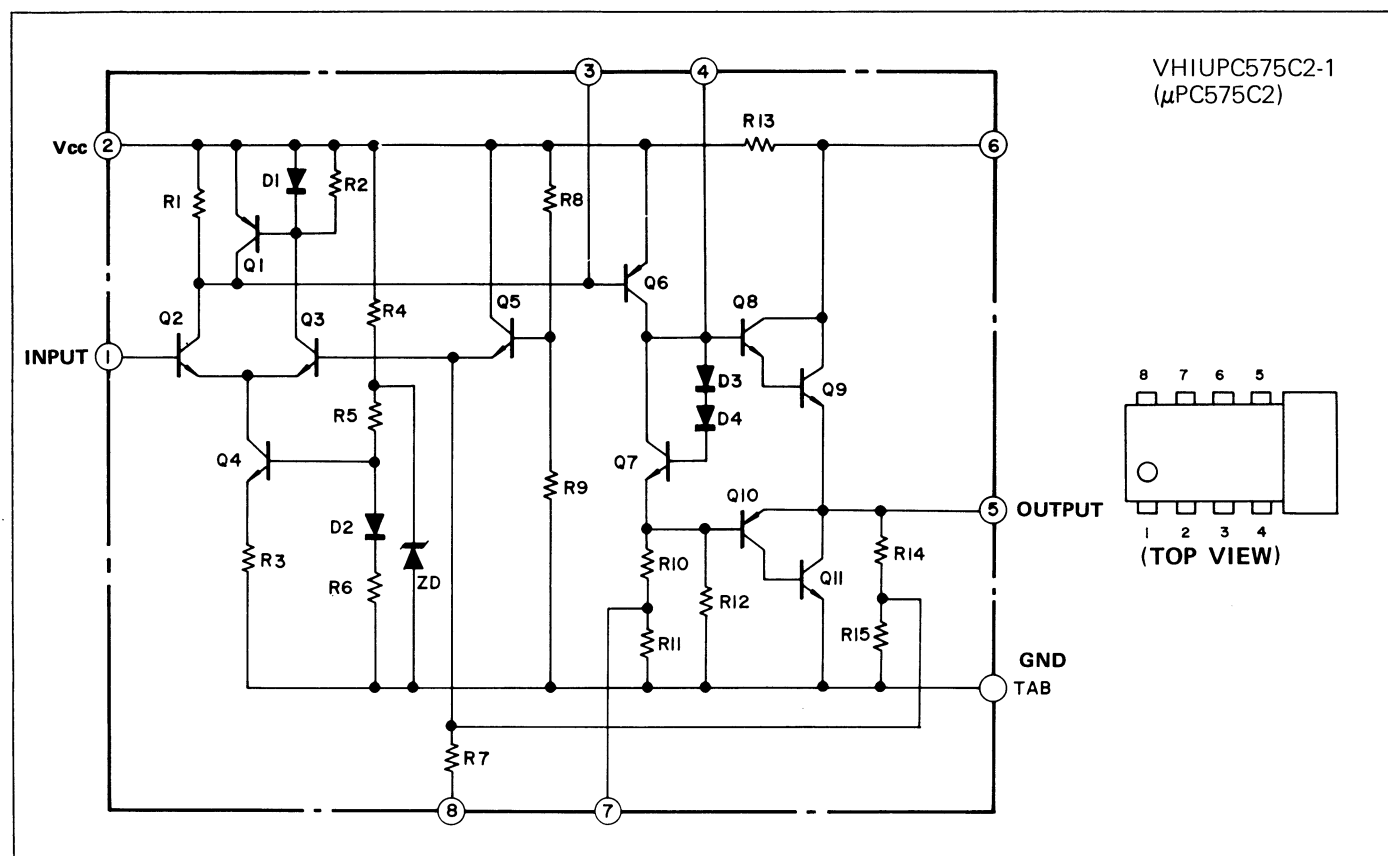 VHIUPC575C2-1
(μPC575C2)
3
4
R13
Vcc
2
6
D1
R2
R1
R8
Q1
Q6
Q2
Q3
R4
Q5
Q8
INPUT
1
D3
Q9
8 7 6 5
R5
D4
Q4
Q7
R9
Q10
5
OUTPUT
D2
R14
1 2 3 4
(TOP VIEW)
R3
R10
Q11
R6
ZD
R12
R11
R15
GND
TAB
R7
8
7